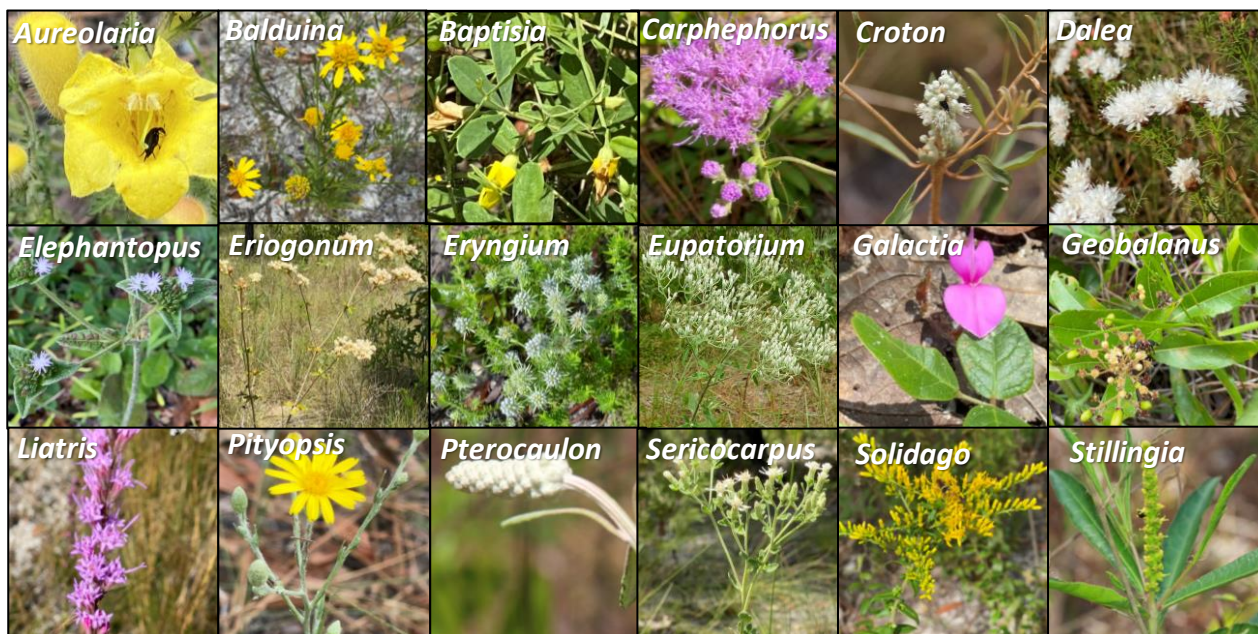 Aureolaria
Balduina
Baptisia
Carphephorus
Croton
Dalea
Elephantopus
Eriogonum
Eryngium
Eupatorium
Galactia
Geobalanus
Liatris
Pityopsis
Pterocaulon
Sericocarpus
Solidago
Stillingia